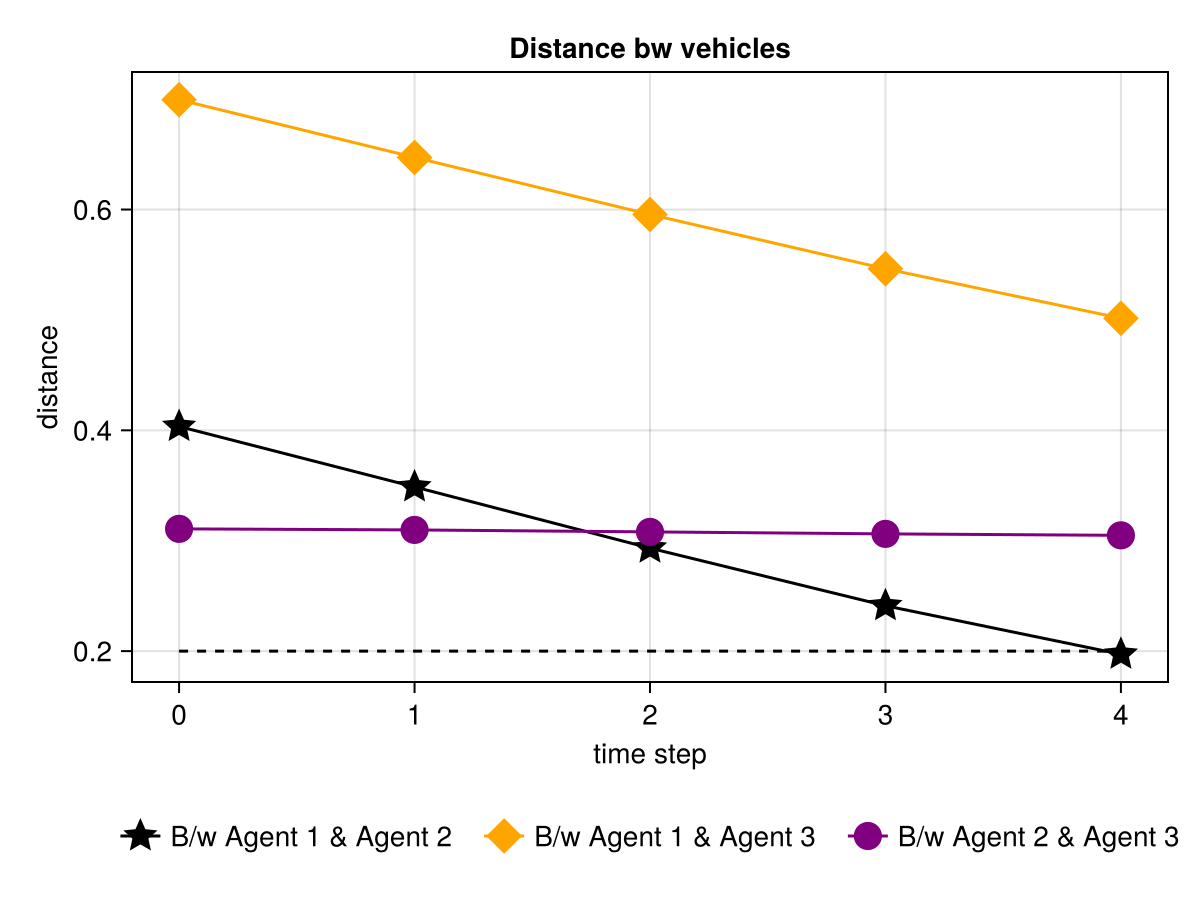 Distance bw vehicles
distance
0.6
0.4
0.2
0 1 2 3 4
time step
B/w Agent 1 & Agent 2 B/w Agent 1 & Agent 3 B/w Agent 2 & Agent 3